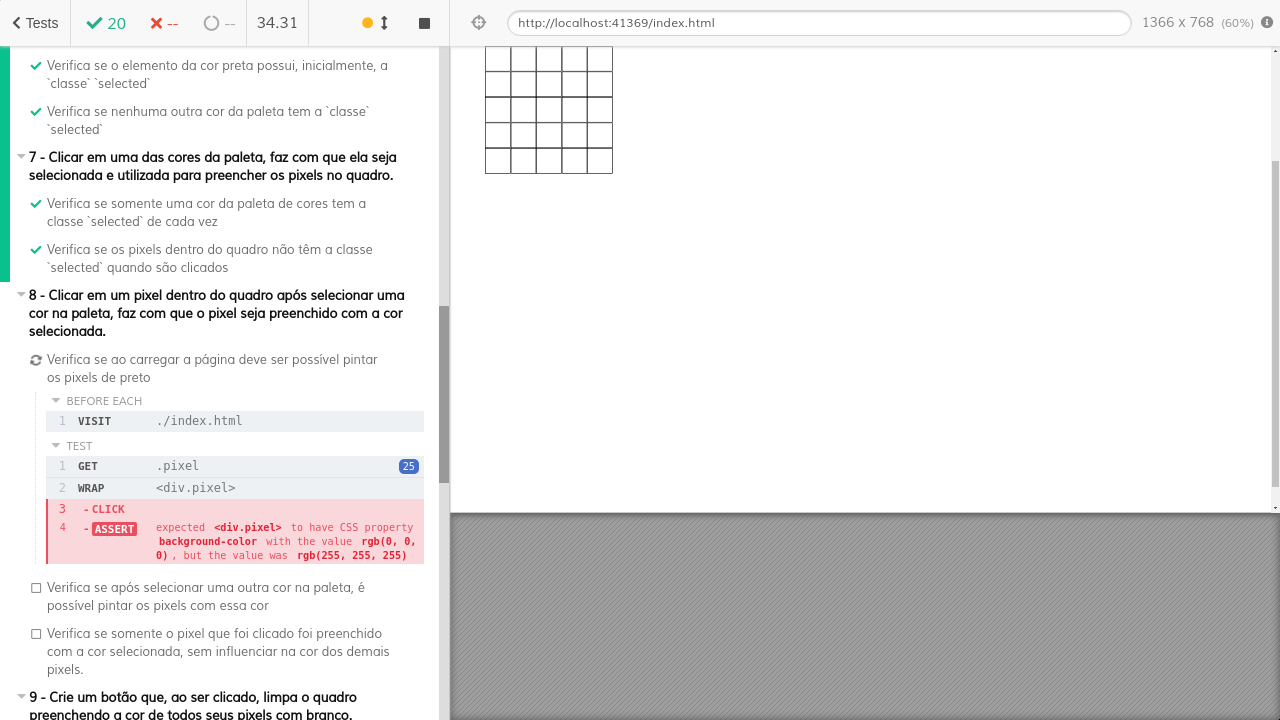 Tests
20
--
--
34.31
http://localhost:41369/index.html
1366 x 768 (60%)
Verifica se o elemento da cor preta possui, inicialmente, a
`classe` `selected`
Verifica se nenhuma outra cor da paleta tem a `classe`
`selected`
7 - Clicar em uma das cores da paleta, faz com que ela seja
selecionada e utilizada para preencher os pixels no quadro.
Verifica se somente uma cor da paleta de cores tem a
classe `selected` de cada vez
Verifica se os pixels dentro do quadro não têm a classe
`selected` quando são clicados
8 - Clicar em um pixel dentro do quadro após selecionar uma
cor na paleta, faz com que o pixel seja preenchido com a cor
selecionada.
Verifica se ao carregar a página deve ser possível pintar
os pixels de preto
BEFORE EACH
1 VISIT ./index.html
TEST
1 GET .pixel 25
2 WRAP <div.pixel>
3 - CLICK
4 - ASSERT expected <div.pixel> to have CSS property
background-color with the value rgb(0, 0,
0) , but the value was rgb(255, 255, 255)
Verifica se após selecionar uma outra cor na paleta, é
possível pintar os pixels com essa cor
Verifica se somente o pixel que foi clicado foi preenchido
com a cor selecionada, sem influenciar na cor dos demais
pixels.
9 - Crie um botão que, ao ser clicado, limpa o quadro
preenchendo a cor de todos seus pixels com branco.